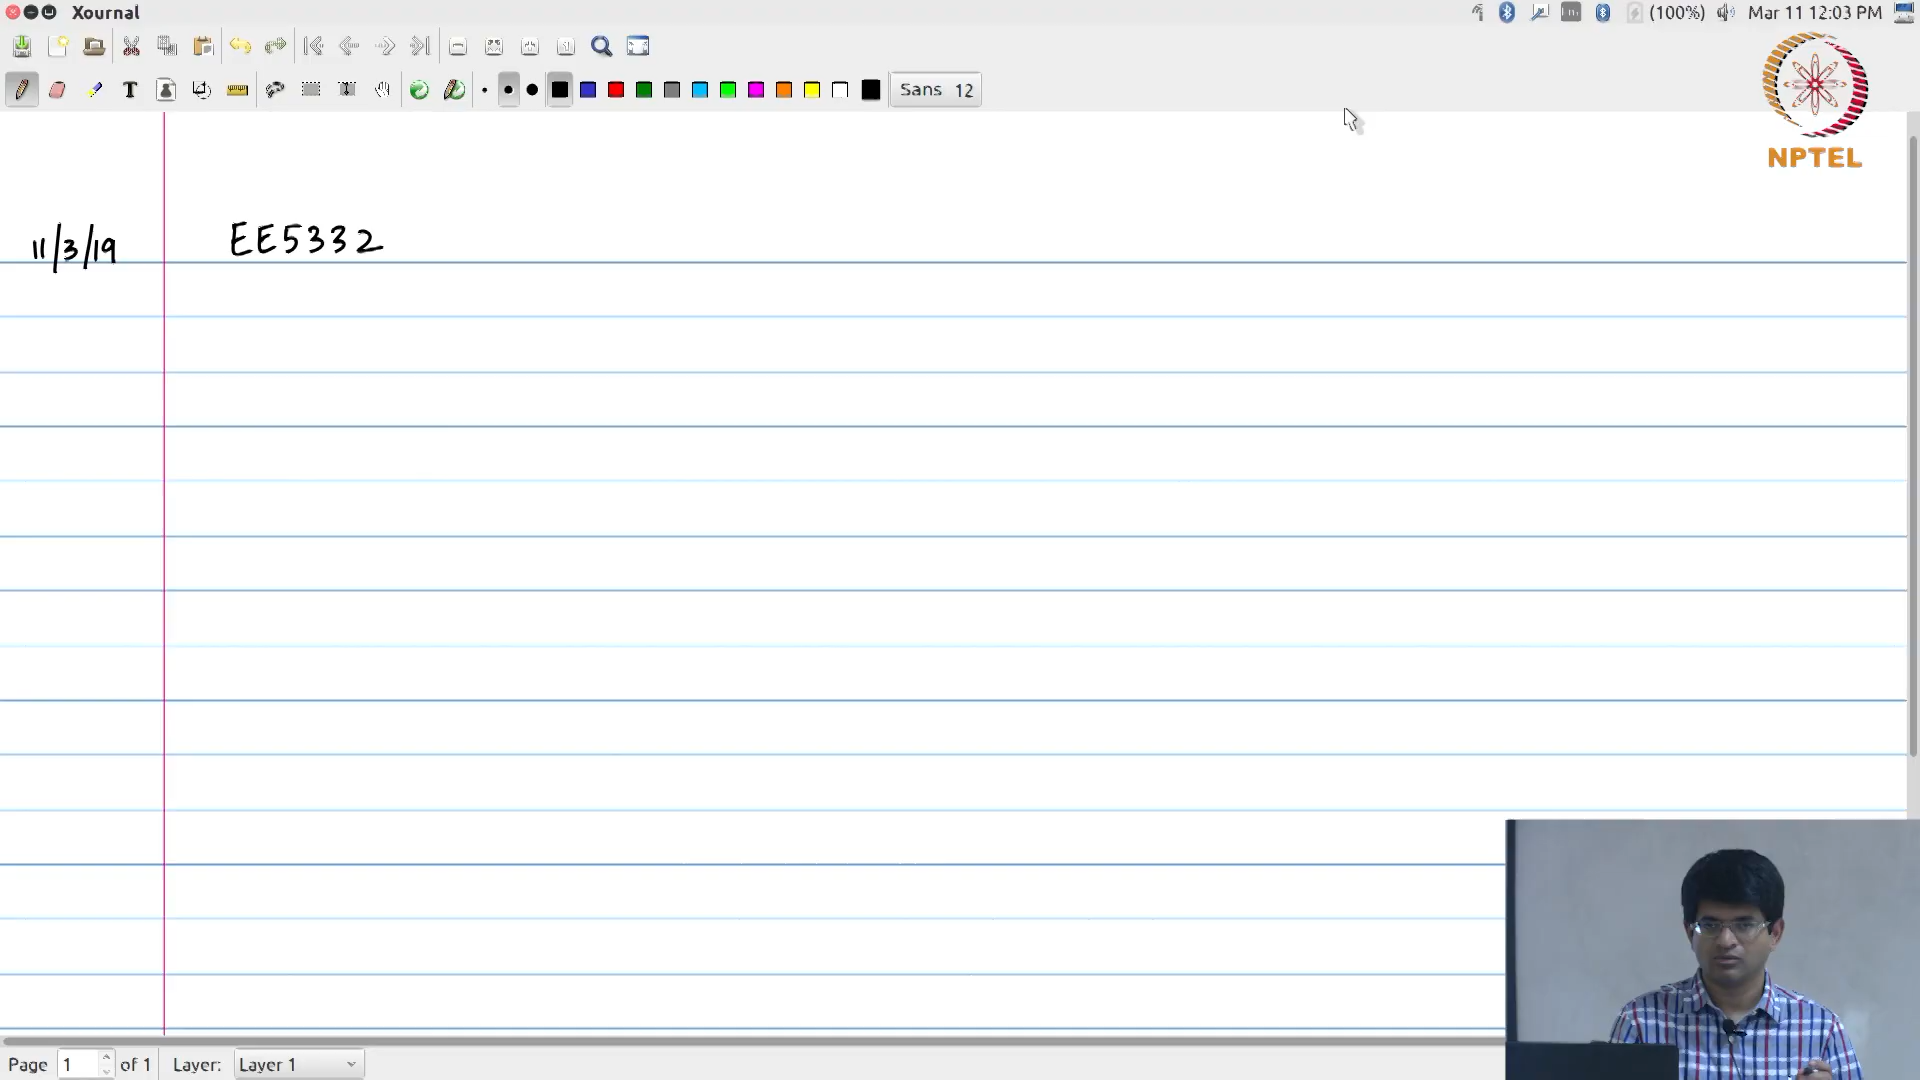 Xournal
(100%)
Mar 11 12:03 PM
T
Sans 12
NPTEL
11/3/19
EE5332
Page 1 of 1 Layer: Layer 1